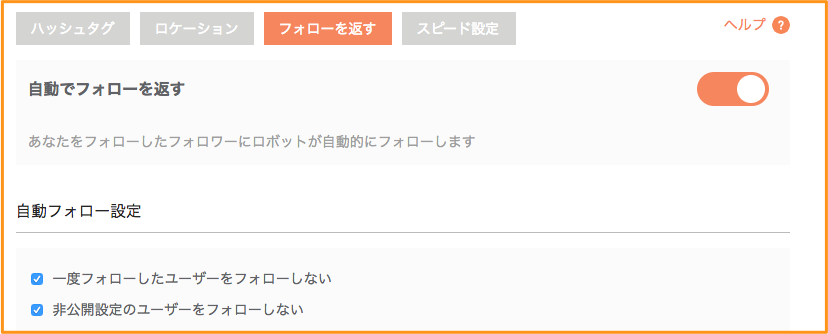 ハッシュタグ ロケーション フォローを返す スピード設定 ヘルプ ?
自動でフォローを返す
あなたをフォローしたフォロワーにロボットが自動的にフォローします
自動フォロー設定
一度フォローしたユーザーをフォローしない
非公開設定のユーザーをフォローしない